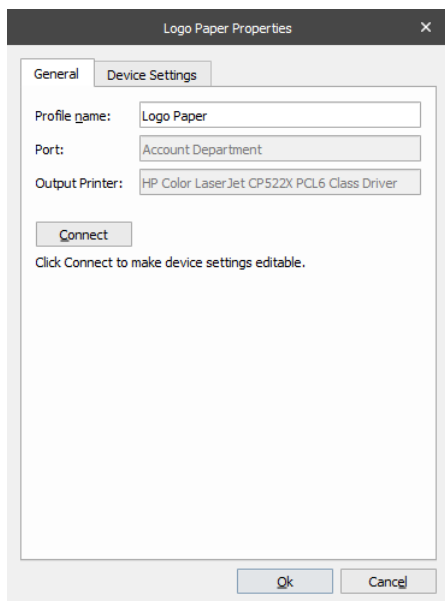 Logo Paper Properties
General Device Settings
Profile name: Logo Paper
Port: Account Department
Output Printer: HP Color LaserJet CP522X PCL6 Class Driver
Connect
Click Connect to make device settings editable.
Ok Cancel